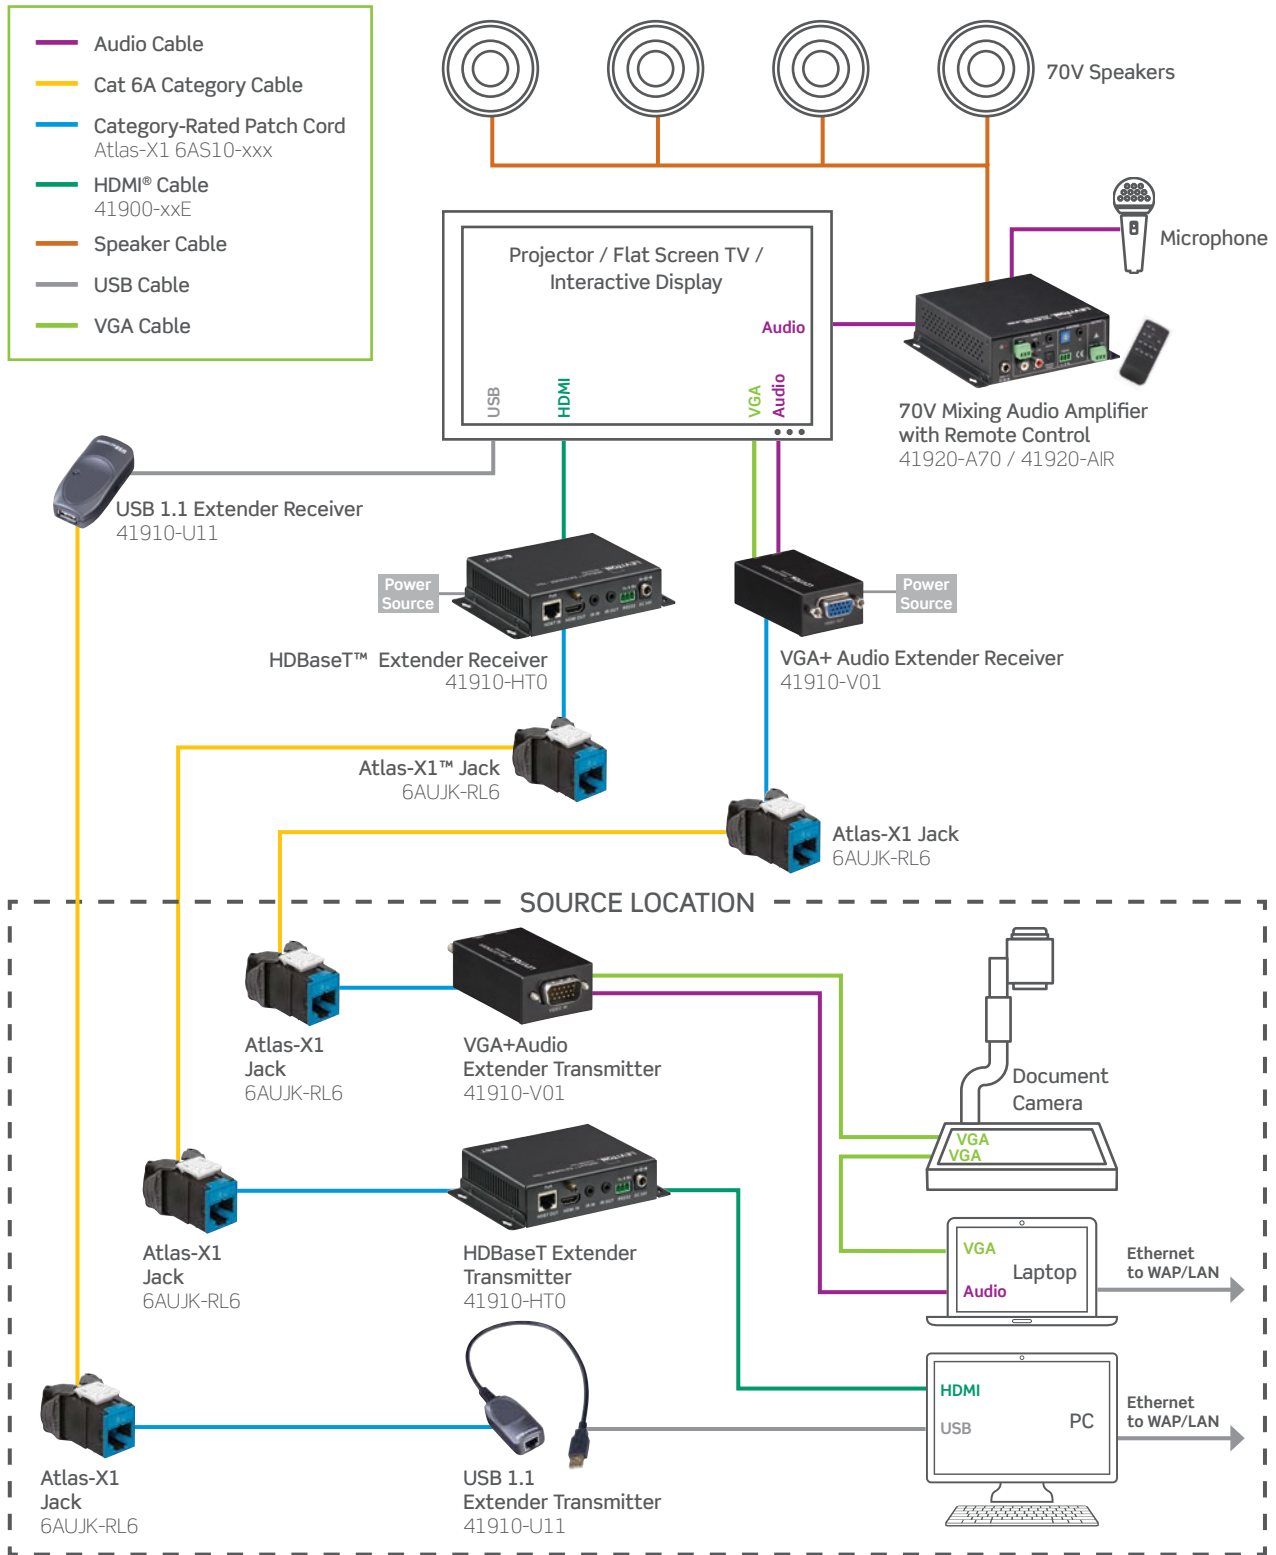 Audio Cable
Cat 6A Category Cable
Category-Rated Patch Cord
Atlas-X1 6AS10-xxx
HDMI® Cable
41900-xxE
Speaker Cable
USB Cable
VGA Cable
70V Speakers
Microphone
Projector / Flat Screen TV /
Interactive Display
Audio
USB
HDMI
VGA
Audio
70V Mixing Audio Amplifier
with Remote Control
41920-A70 / 41920-AIR
USB 1.1 Extender Receiver
41910-U11
Power
Source
HDBaseT™ Extender Receiver
41910-HT0
Power
Source
VGA+ Audio Extender Receiver
41910-V01
Atlas-X1™ Jack
6AUJK-RL6
Atlas-X1 Jack
6AUJK-RL6
SOURCE LOCATION
Atlas-X1
Jack
6AUJK-RL6
VGA+Audio
Extender Transmitter
41910-V01
Document
Camera
VGA
VGA
Atlas-X1
Jack
6AUJK-RL6
HDBaseT Extender
Transmitter
41910-HT0
VGA
Laptop
Audio
Ethernet
to WAP/LAN
HDMI
USB
PC
Ethernet
to WAP/LAN
Atlas-X1
Jack
6AUJK-RL6
USB 1.1
Extender Transmitter
41910-U11